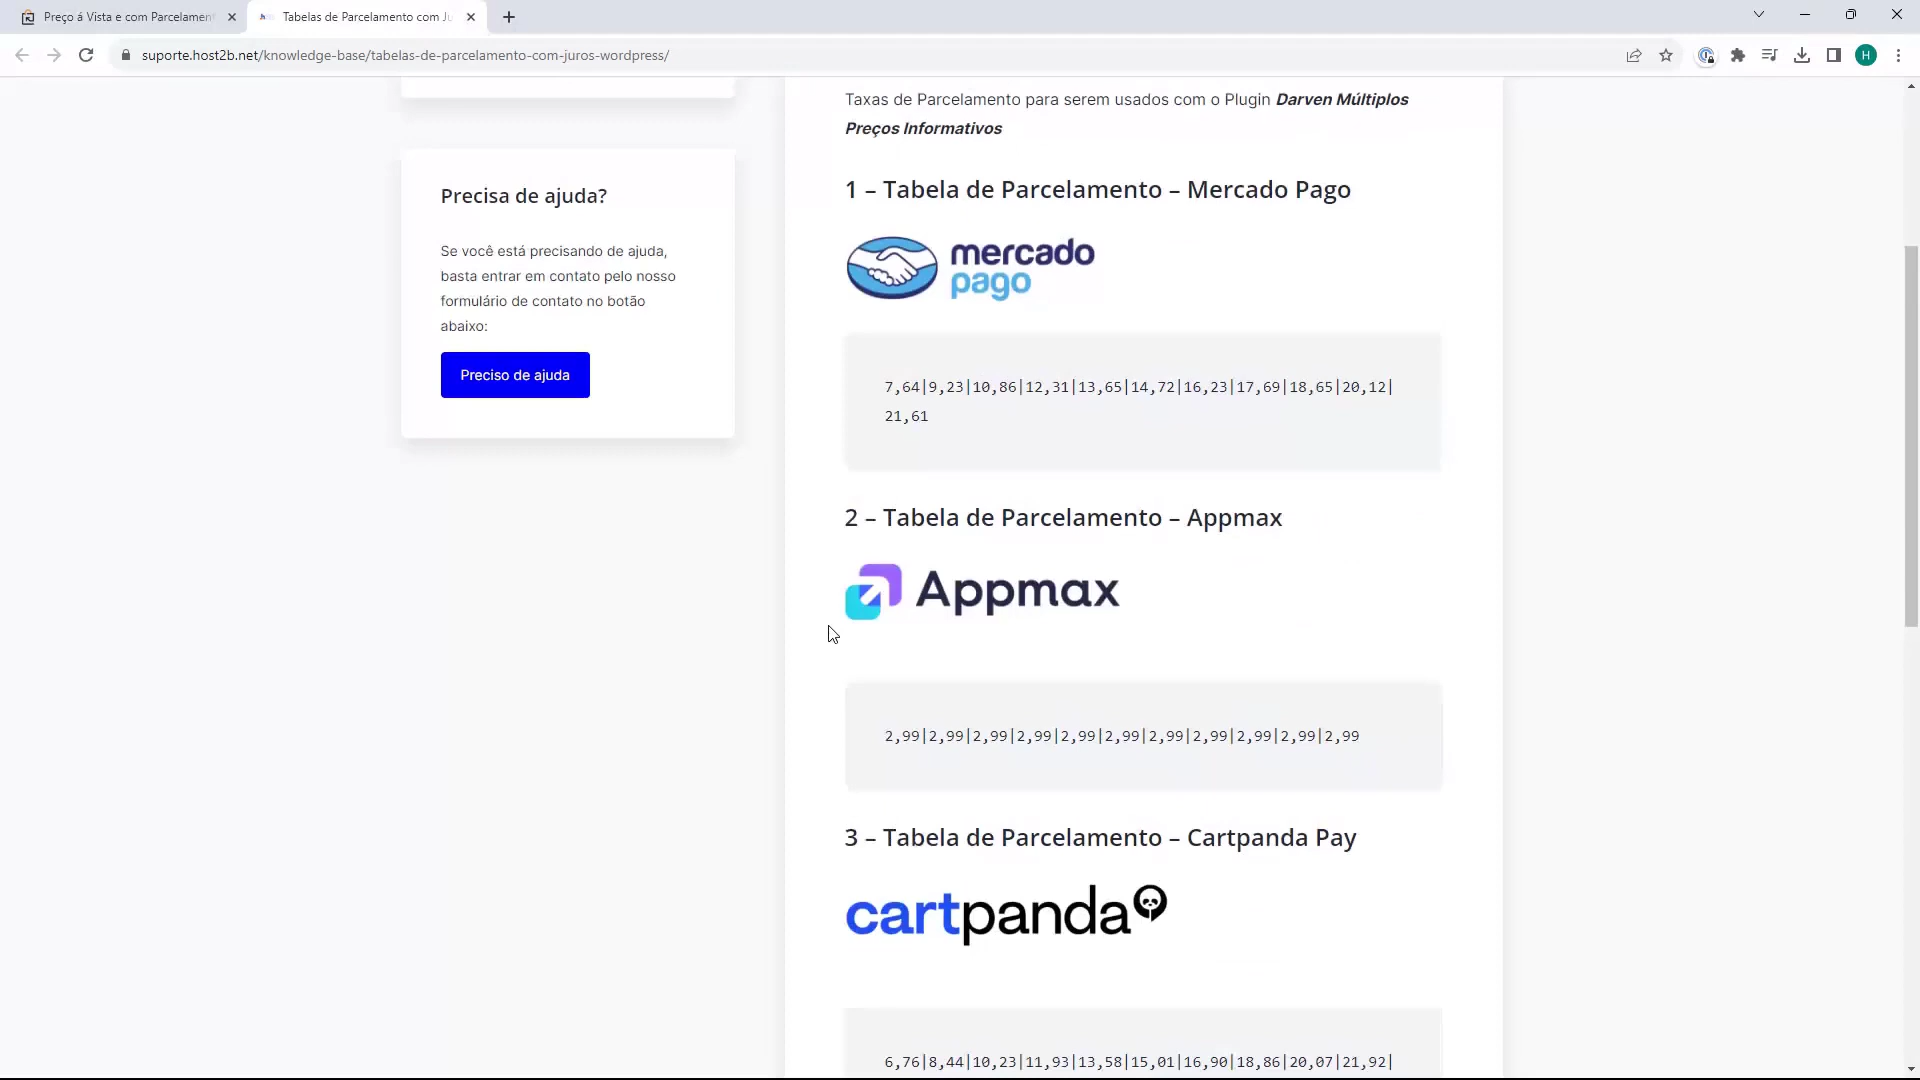 Preço á Vista e com Parcelamen
Tabelas de Parcelamento com Ju
suporte.host2b.net/knowledge-base/tabelas-de-parcelamento-com-juros-wordpress/
H
Precisa de ajuda?
Se você está precisando de ajuda,
basta entrar em contato pelo nosso
formulário de contato no botão
abaixo:
Preciso de ajuda
Taxas de Parcelamento para serem usados com o Plugin Darven Múltiplos
Preços Informativos
1 – Tabela de Parcelamento – Mercado Pago
mercado
pago
7,64|9,23|10,86|12,31|13,65|14,72|16,23|17,69|18,65|20,12|
21,61
2 – Tabela de Parcelamento – Appmax
Appmax
2,99|2,99|2,99|2,99|2,99|2,99|2,99|2,99|2,99|2,99|2,99
3 – Tabela de Parcelamento – Cartpanda Pay
cartpanda
6,76|8,44|10,23|11,93|13,58|15,01|16,90|18,86|20,07|21,92|